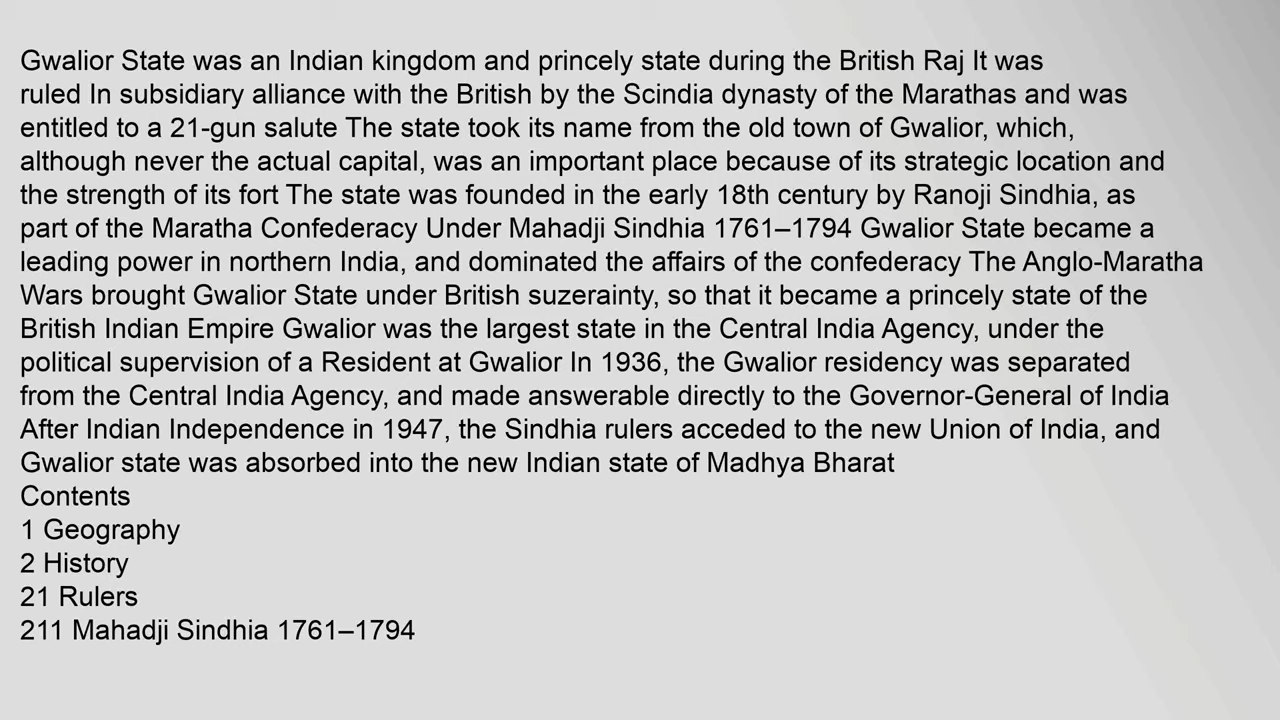 Gwalior State was an Indian kingdom and princely state during the British Raj It was
ruled In subsidiary alliance with the British by the Scindia dynasty of the Marathas and was
entitled to a 21-gun salute The state took its name from the old town of Gwalior, which,
although never the actual capital, was an important place because of its strategic location and
the strength of its fort The state was founded in the early 18th century by Ranoji Sindhia, as
part of the Maratha Confederacy Under Mahadji Sindhia 1761–1794 Gwalior State became a
leading power in northern India, and dominated the affairs of the confederacy The Anglo-Maratha
Wars brought Gwalior State under British suzerainty, so that it became a princely state of the
British Indian Empire Gwalior was the largest state in the Central India Agency, under the
political supervision of a Resident at Gwalior In 1936, the Gwalior residency was separated
from the Central India Agency, and made answerable directly to the Governor-General of India
After Indian Independence in 1947, the Sindhia rulers acceded to the new Union of India, and
Gwalior state was absorbed into the new Indian state of Madhya Bharat
Contents
1 Geography
2 History
21 Rulers
211 Mahadji Sindhia 1761–1794